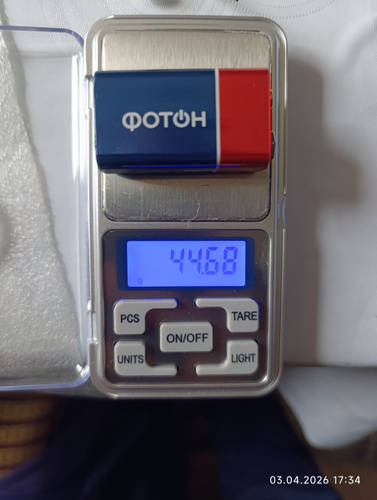 ФОТОН
44.68
g
PCS
TARE
ON/OFF
UNITS
LIGHT
03.04.2026 17:34